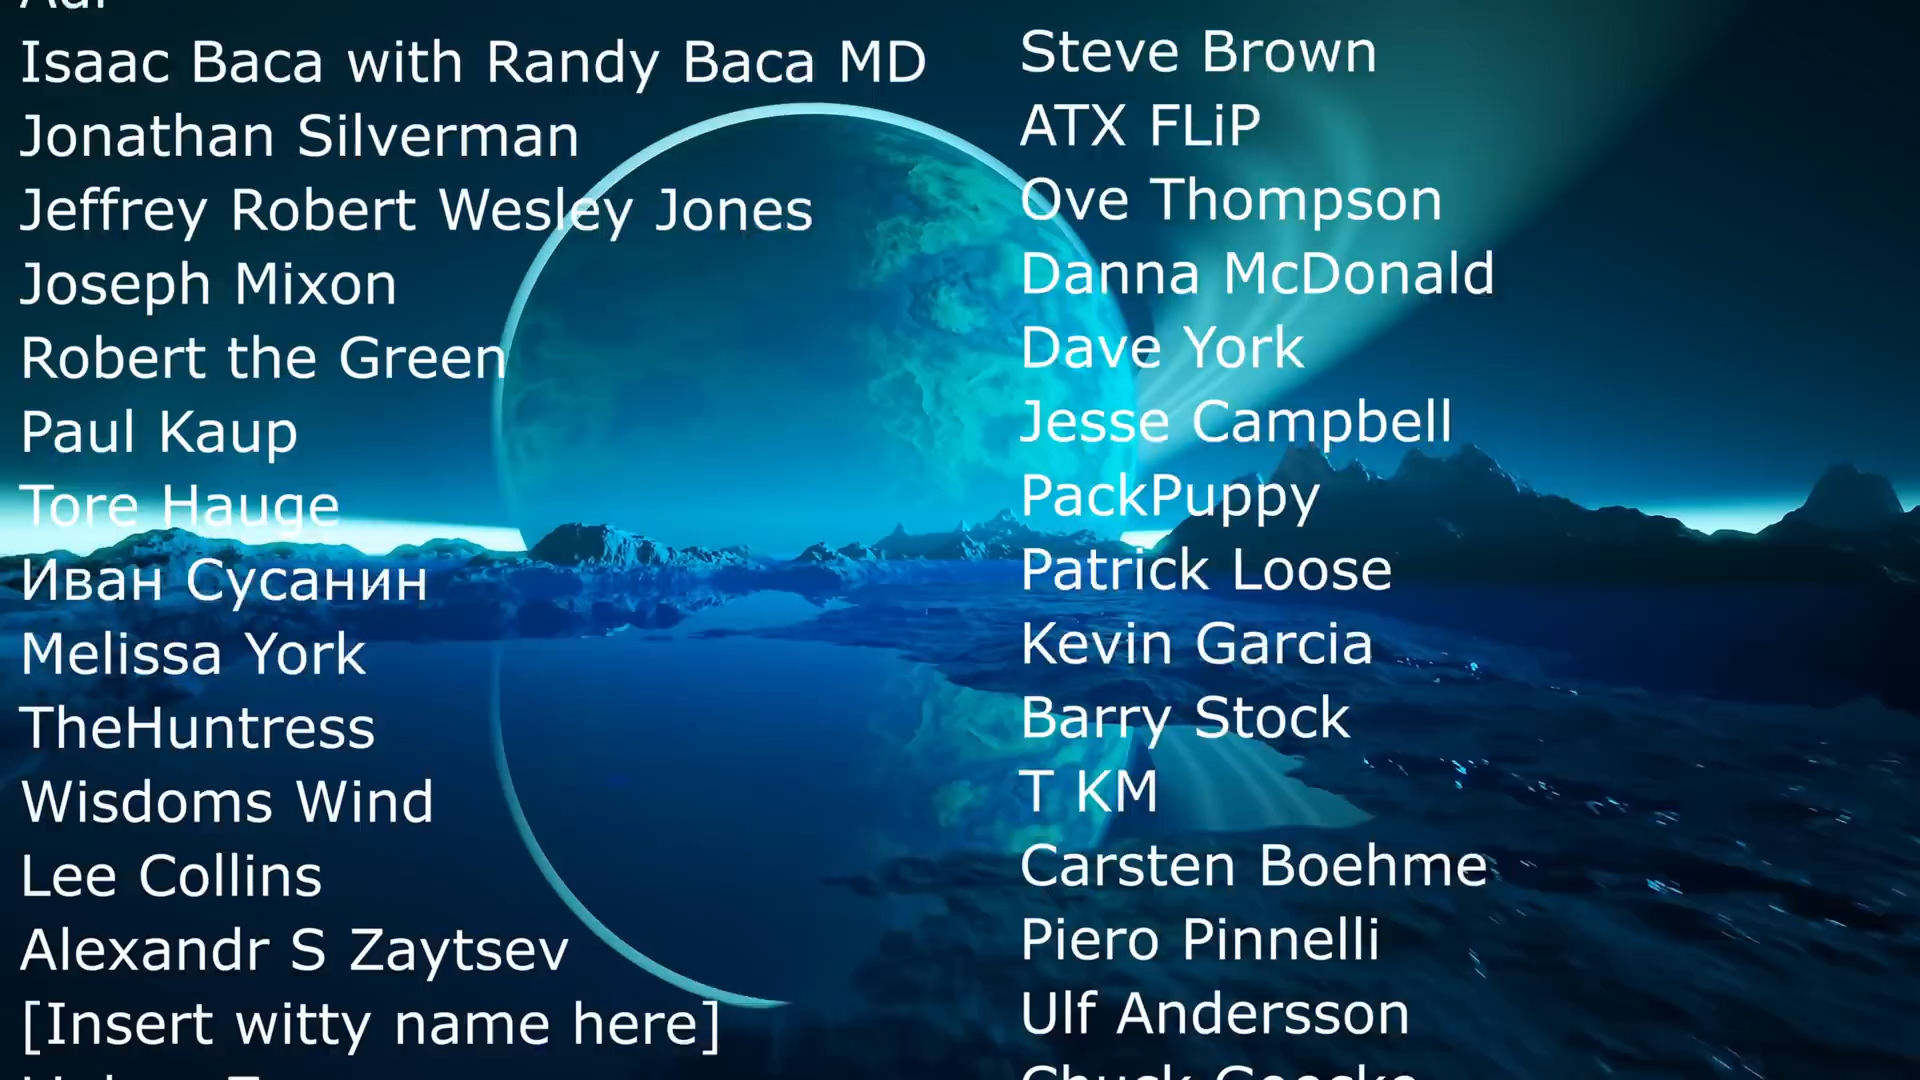 Isaac Baca with Randy Baca MD
Jonathan Silverman
Jeffrey Robert Wesley Jones
Joseph Mixon
Robert the Green
Paul Kaup
Tore Hauge
Иван Сусанин
Melissa York
TheHuntress
Wisdoms Wind
Lee Collins
Alexandr S Zaytsev
[Insert witty name here]
Steve Brown
ATX FLiP
Ove Thompson
Danna McDonald
Dave York
Jesse Campbell
PackPuppy
Patrick Loose
Kevin Garcia
Barry Stock
T KM
Carsten Boehme
Piero Pinnelli
Ulf Andersson